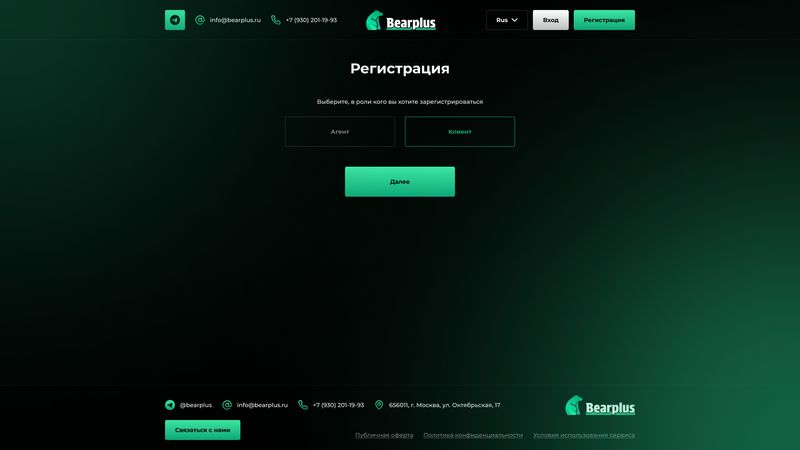 info@bearplus.ru
+7 (930) 201-19-93
Bearplus
Rus
Вход
Регистрация
Регистрация
Выберите, в роли кого вы хотите зарегистрироваться
Агент
Клиент
Далее
@bearplus
info@bearplus.ru
+7 (930) 201-19-93
656011, г. Москва, ул. Октябрьская, 17
Bearplus
Связаться с нами
Публичная оферта
Политика конфиденциальности
Условия использования сервиса